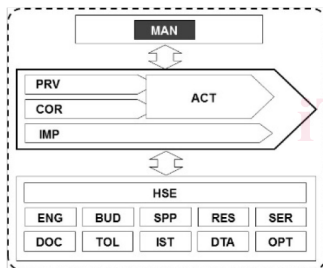 MAN
PRV
ACT
COR
IMP
HSE
ENG BUD SPP RES SER
DOC TOL IST DTA OPT